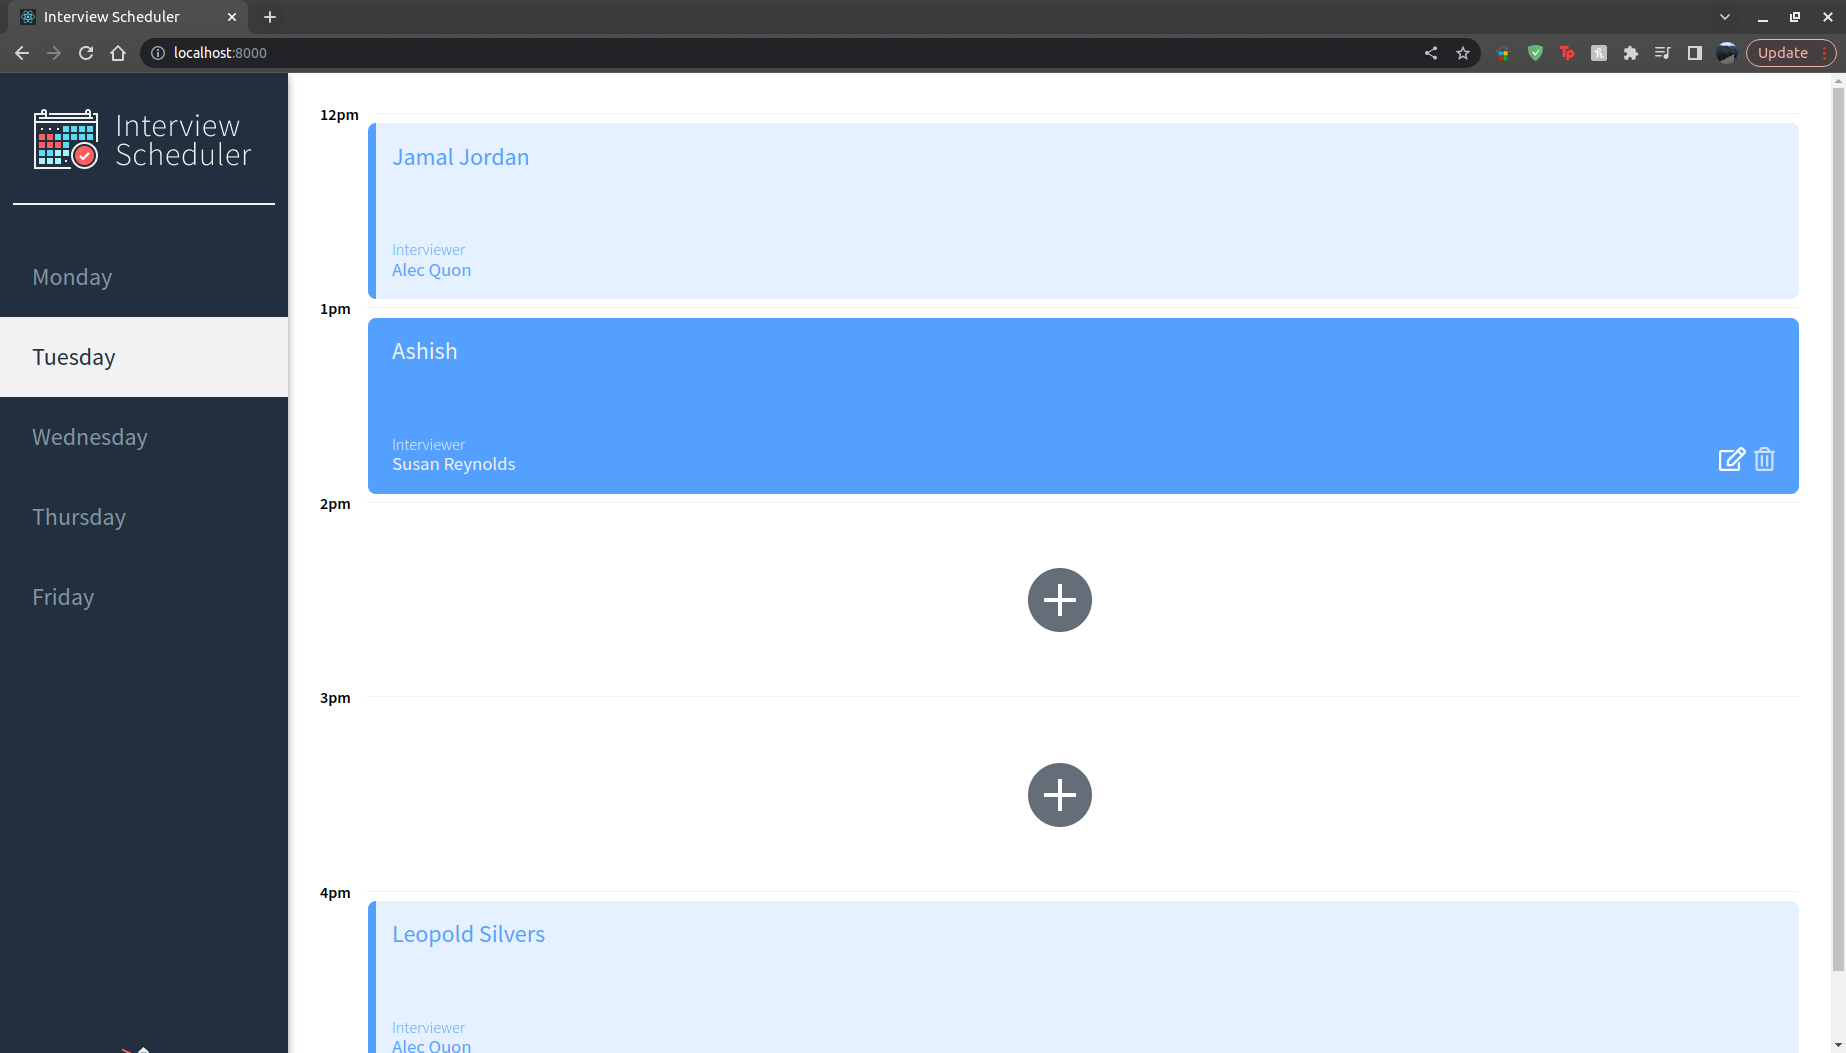 Interview Scheduler
localhost:8000
Tp
Update
Interview
Scheduler
Monday
Tuesday
Wednesday
Thursday
Friday
12pm
Jamal Jordan
Interviewer
Alec Quon
1pm
Ashish
Interviewer
Susan Reynolds
2pm
3pm
4pm
Leopold Silvers
Interviewer
Alec Quon